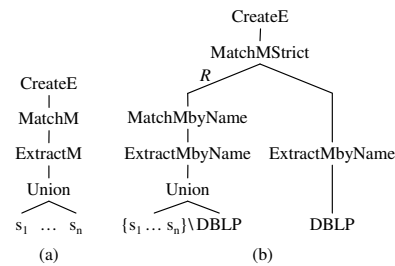 CreateE
MatchMStrict
R
CreateE
MatchM
MatchMbyName
ExtractM
ExtractMbyName
ExtractMbyName
Union
Union
s1 … sn
{s1 … sn}\DBLP
DBLP
(a)
(b)